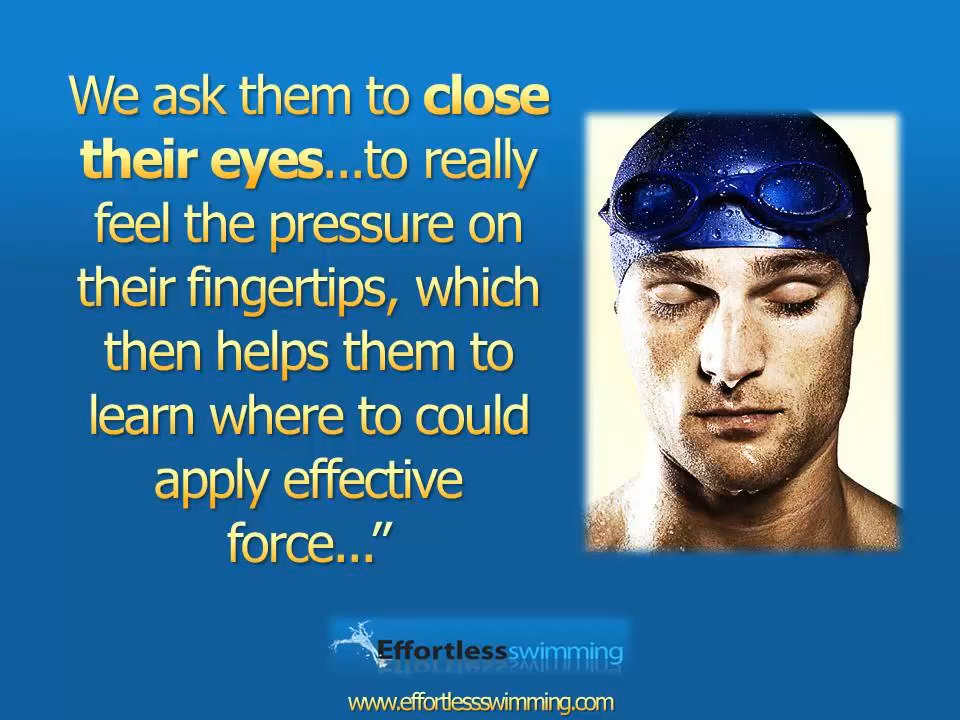 We ask them to close
their eyes...to really
feel the pressure on
their fingertips, which
then helps them to
learn where to could
apply effective
force...”
Effortlessswimming
www.effortlessswimming.com